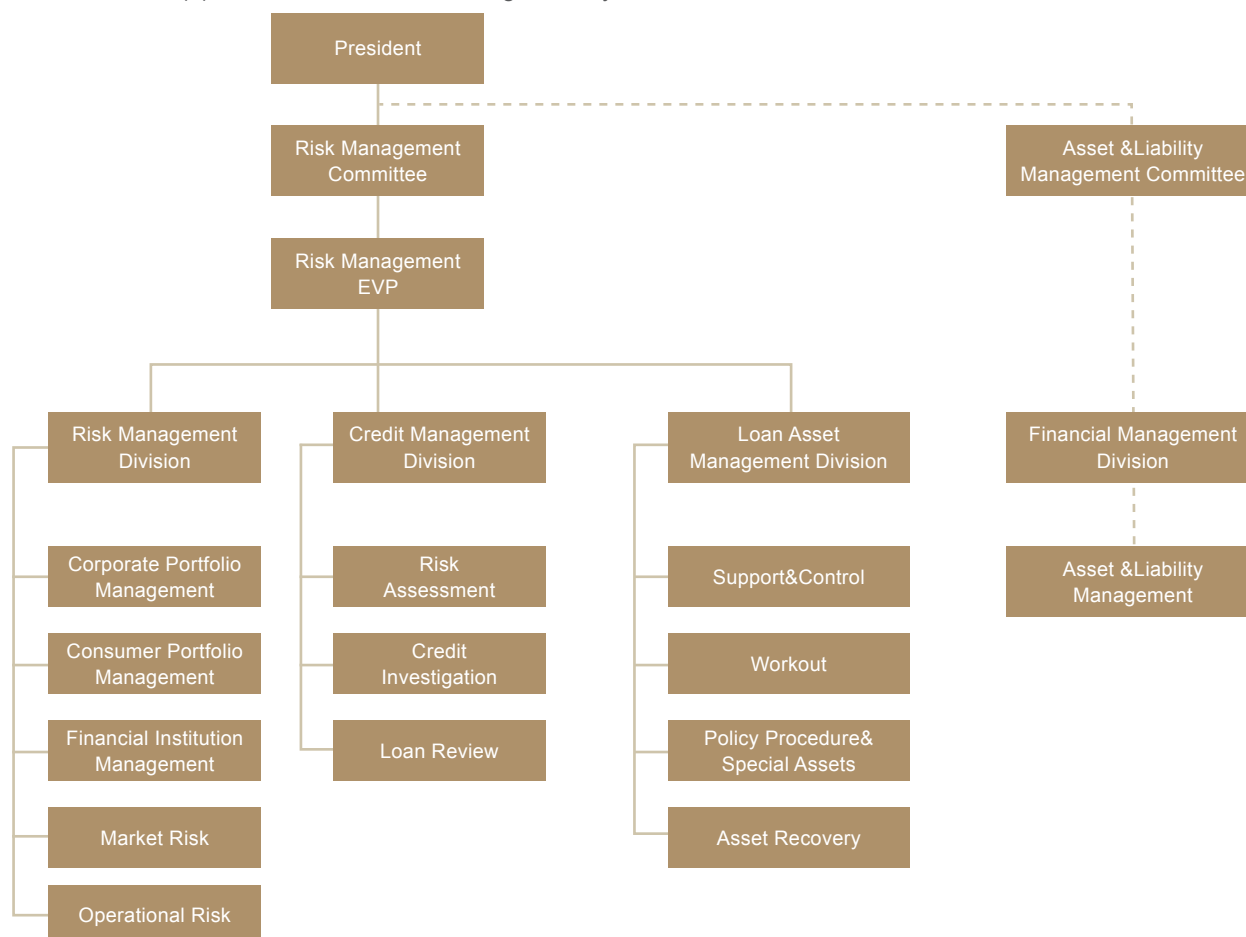 President
Risk Management
Committee
Asset &Liability
Management Committee
Risk Management
EVP
Risk Management
Division
Credit Management
Division
Loan Asset
Management Division
Financial Management
Division
Corporate Portfolio
Management
Risk
Assessment
Support&Control
Asset &Liability
Management
Consumer Portfolio
Management
Credit
Investigation
Workout
Financial Institution
Management
Loan Review
Policy Procedure&
Special Assets
Market Risk
Asset Recovery
Operational Risk